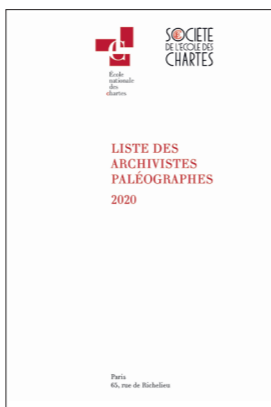 École
nationale
des
chartes
SOCIÉTÉ
DE L'ÉCOLE DES
CHARTES
LISTE DES
ARCHIVISTES
PALÉOGRAPHES
2020
Paris
65, rue de Richelieu